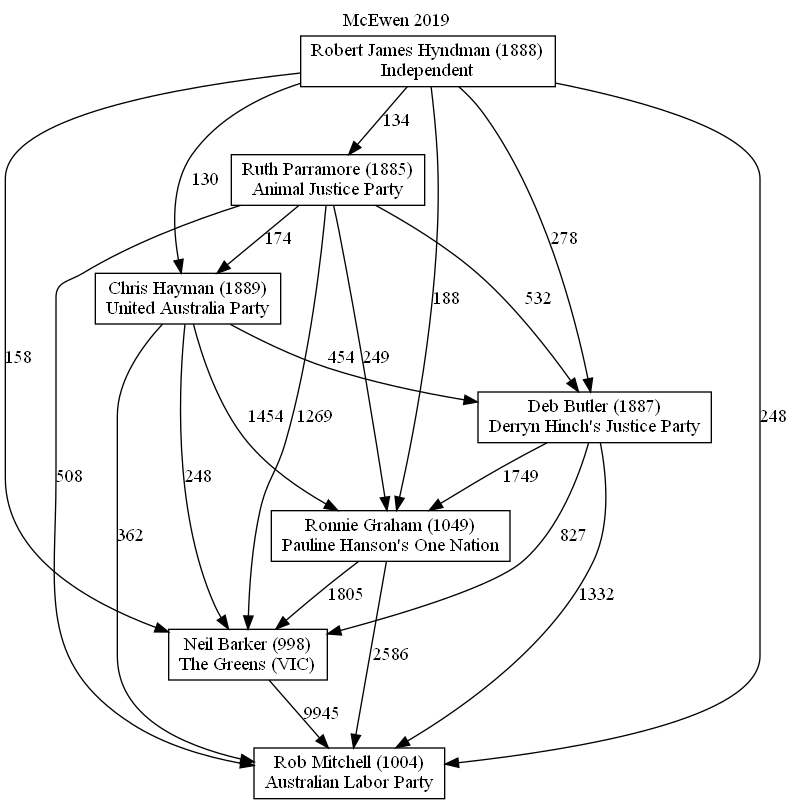 McEwen 2019
Robert James Hyndman (1888)
Independent
134
130
Ruth Parramore (1885)
Animal Justice Party
174
278
Chris Hayman (1889)
United Australia Party
188
532
158
454
249
248
Deb Butler (1887)
Derryn Hinch's Justice Party
1454
1269
508
248
1749
362
Ronnie Graham (1049)
Pauline Hanson's One Nation
827
1805
1332
Neil Barker (998)
The Greens (VIC)
2586
9945
Rob Mitchell (1004)
Australian Labor Party